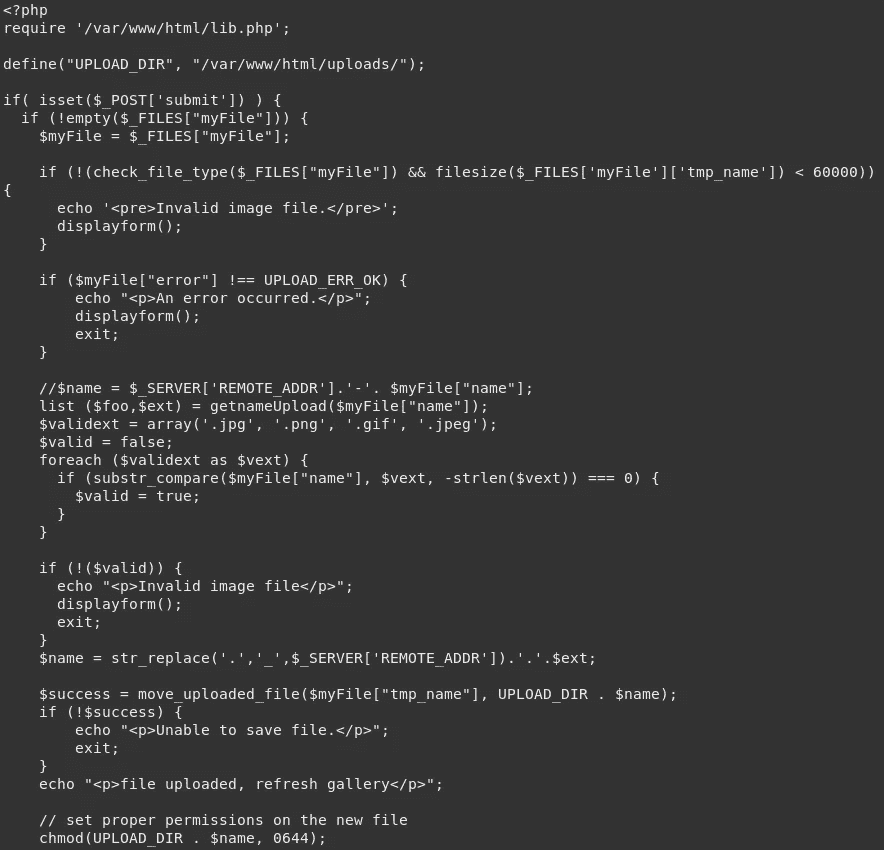 <?php
require '/var/www/html/lib.php';

define("UPLOAD_DIR", "/var/www/html/uploads/");

if( isset($_POST['submit']) ) {
  if (!empty($_FILES["myFile"])) {
    $myFile = $_FILES["myFile"];

    if (!(check_file_type($_FILES["myFile"]) && filesize($_FILES['myFile']['tmp_name']) < 60000))
{
      echo '<pre>Invalid image file.</pre>';
      displayform();
    }

    if ($myFile["error"] !== UPLOAD_ERR_OK) {
        echo "<p>An error occurred.</p>";
        displayform();
        exit;
    }

    //$name = $_SERVER['REMOTE_ADDR'].'-'. $myFile["name"];
    list ($foo,$ext) = getnameUpload($myFile["name"]);
    $validext = array('.jpg', '.png', '.gif', '.jpeg');
    $valid = false;
    foreach ($validext as $vext) {
      if (substr_compare($myFile["name"], $vext, -strlen($vext)) === 0) {
        $valid = true;
      }
    }

    if (!($valid)) {
      echo "<p>Invalid image file</p>";
      displayform();
      exit;
    }
    $name = str_replace('.','_',$_SERVER['REMOTE_ADDR']).'.'.$ext;

    $success = move_uploaded_file($myFile["tmp_name"], UPLOAD_DIR . $name);
    if (!$success) {
        echo "<p>Unable to save file.</p>";
        exit;
    }
    echo "<p>file uploaded, refresh gallery</p>";

    // set proper permissions on the new file
    chmod(UPLOAD_DIR . $name, 0644);